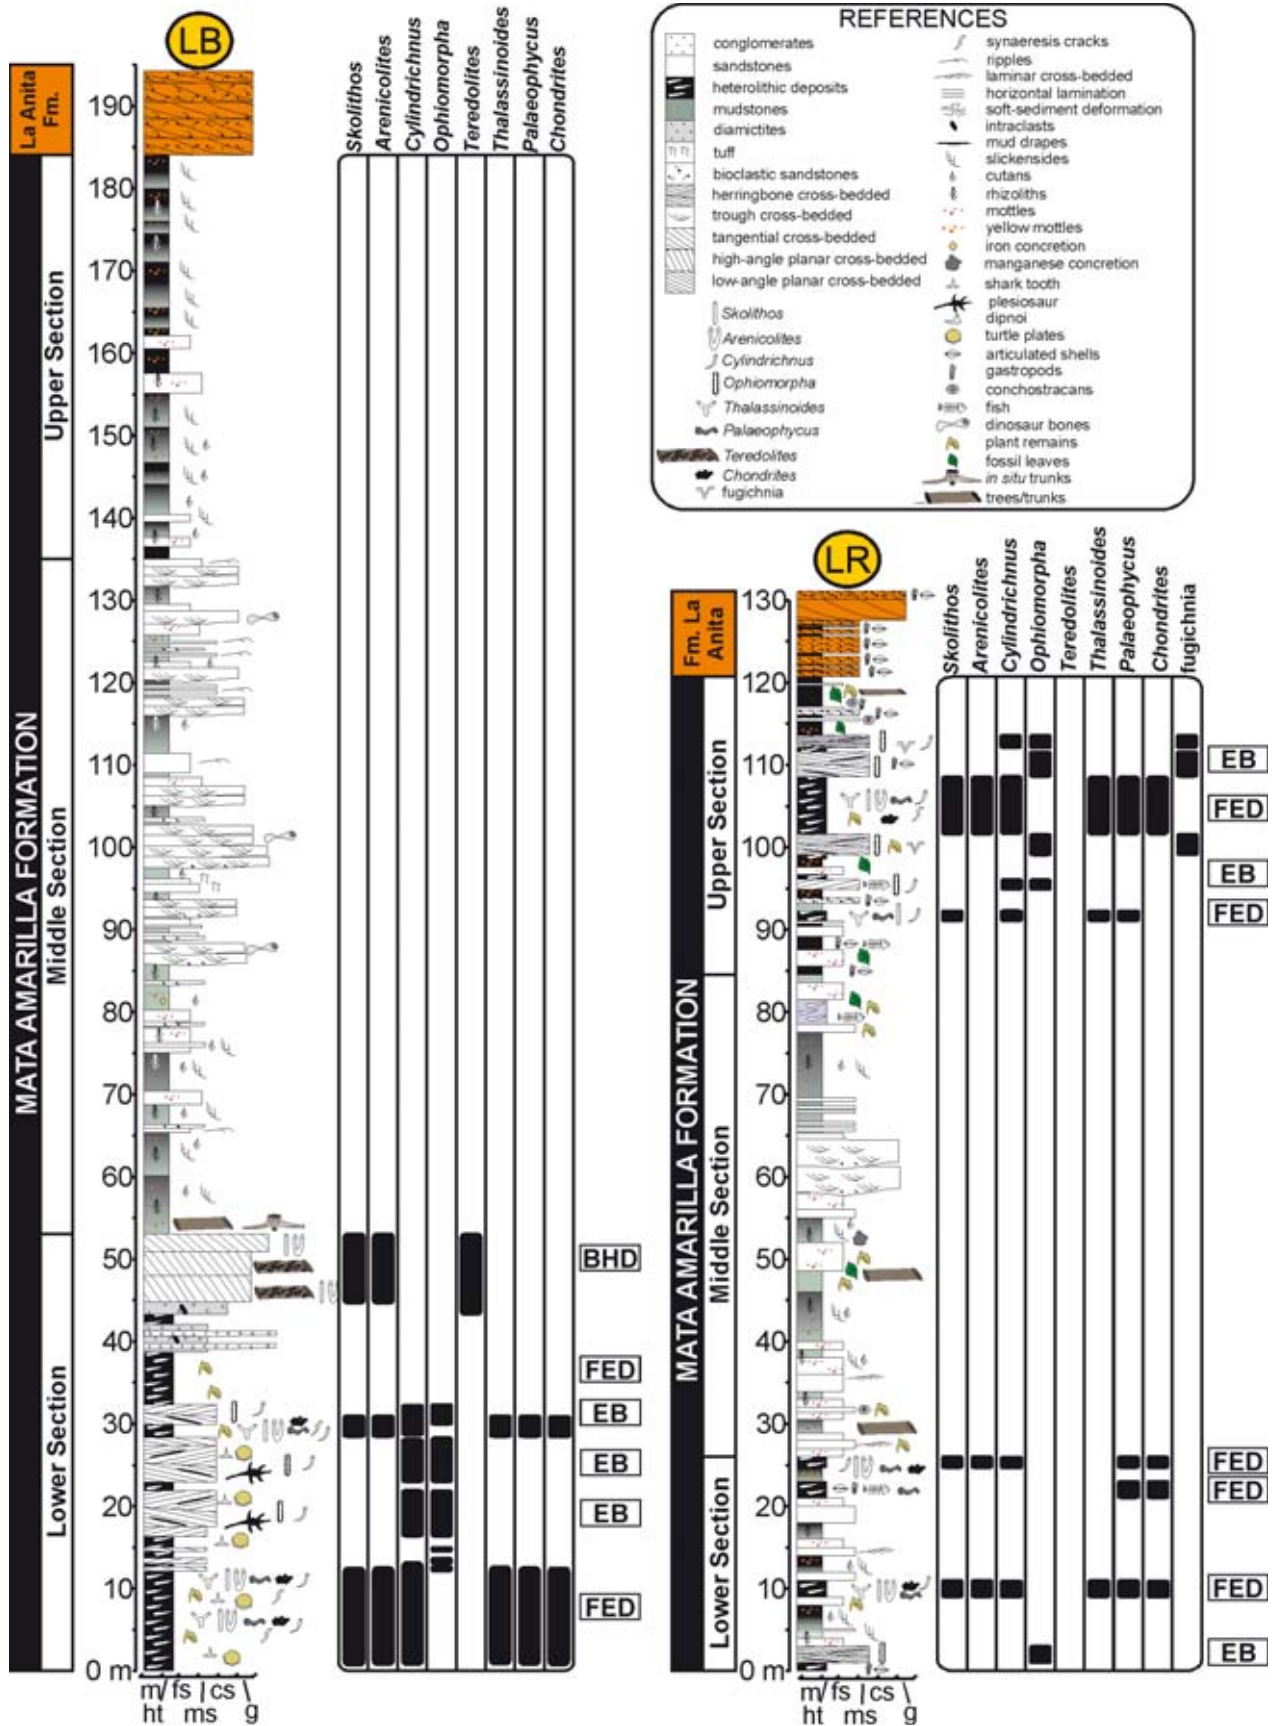 LB
La Anita
Fm.
MATA AMARILLA FORMATION
Upper Section
Middle Section
Lower Section
190
180
170
160
150
140
130
120
110
100
90
80
70
60
50
40
30
20
10
0 m
m
ht
fs
ms
cs
g
Skolithos
Arenicolites
Cylindrichnus
Ophiomorpha
Teredolites
Thalassinoides
Palaeophycus
Chondrites
BHD
FED
EB
EB
EB
FED
REFERENCES
conglomerates
sandstones
heterolithic deposits
mudstones
diamictites
tuff
bioclastic sandstones
herringbone cross-bedded
trough cross-bedded
tangential cross-bedded
high-angle planar cross-bedded
low-angle planar cross-bedded
Skolithos
Arenicolites
Cylindrichnus
Ophiomorpha
Thalassinoides
Palaeophycus
Teredolites
Chondrites
fugichnia
synaeresis cracks
ripples
laminar cross-bedded
horizontal lamination
soft-sediment deformation
intraclasts
mud drapes
slickensides
cutans
rhizoliths
mottles
yellow mottles
iron concretion
manganese concretion
shark tooth
plesiosaur
dipnoi
turtle plates
articulated shells
gastropods
conchostracans
fish
dinosaur bones
plant remains
fossil leaves
in situ trunks
trees/trunks
LR
Fm. La
Anita
MATA AMARILLA FORMATION
Upper Section
Middle Section
Lower Section
130
120
110
100
90
80
70
60
50
40
30
20
10
0 m
m
ht
fs
ms
cs
g
Skolithos
Arenicolites
Cylindrichnus
Ophiomorpha
Teredolites
Thalassinoides
Palaeophycus
Chondrites
fugichnia
EB
FED
EB
FED
FED
FED
FED
EB